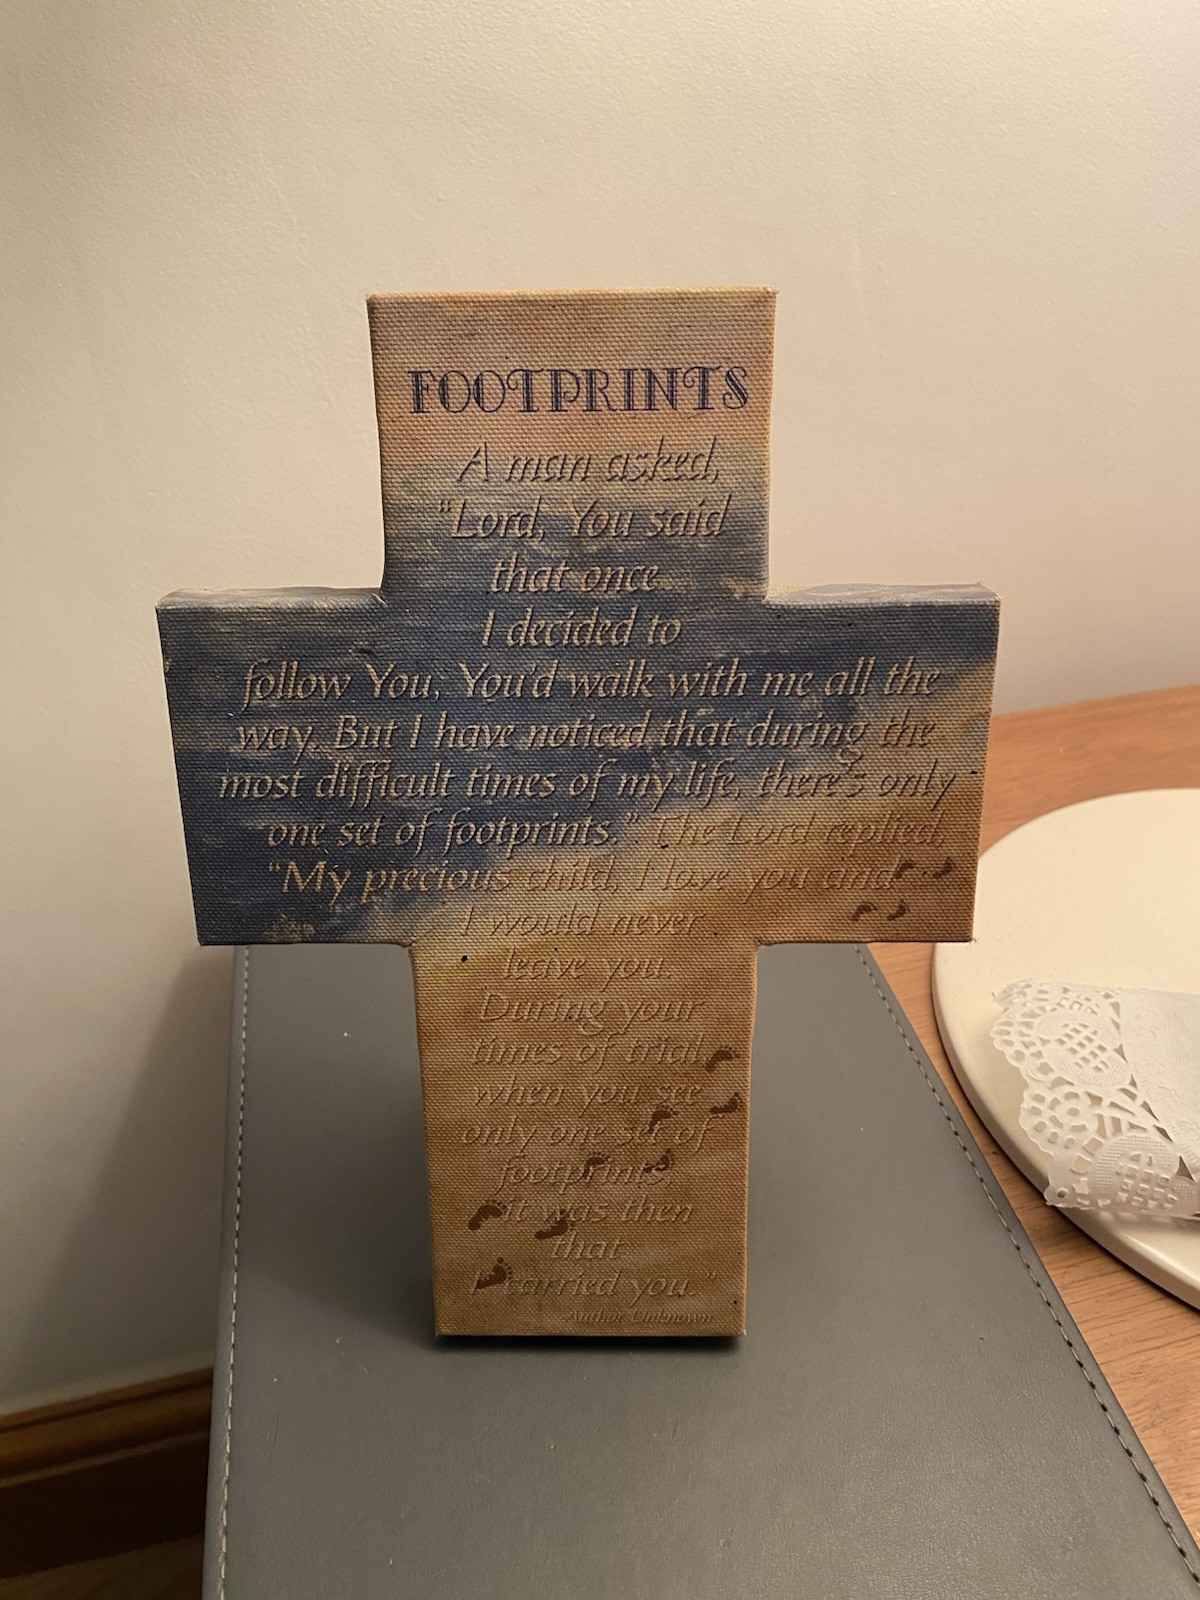 FOOTPRINTS
A man asked,
"Lord, You said
that once
I decided to
follow You, You'd walk with me all the
way. But I have noticed that during the
most difficult times of my life, there's only
one set of footprints." The Lord replied,
"My precious child, I love you and
I would never
leave you.
During your
times of trial
when you see
only one set of
footprints,
it was then
that
I carried you."
-Author Unknown